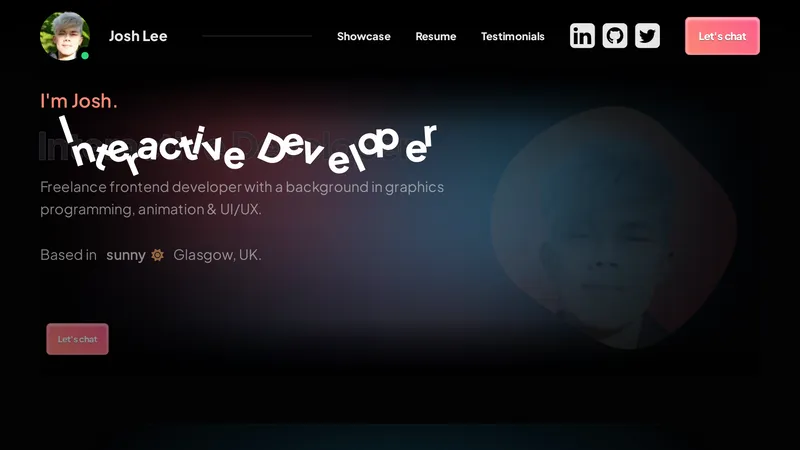 Josh Lee
Showcase
Resume
Testimonials
in
Let's chat
I'm Josh.
Interactive Developer
Freelance frontend developer with a background in graphics
programming, animation & UI/UX.
Based in sunny Glasgow, UK.
Let's chat